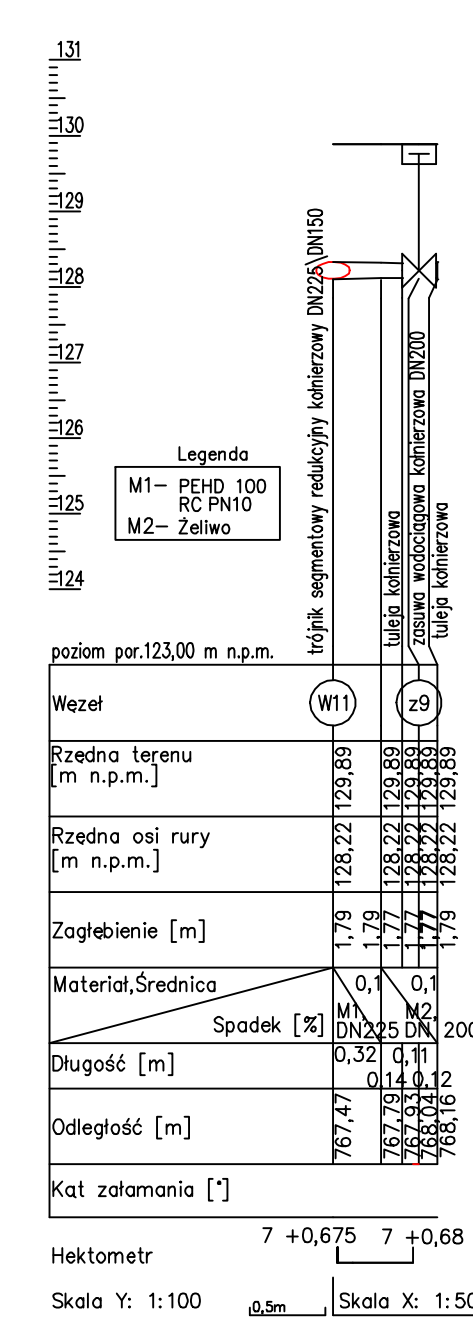 131
130
129
128
127
126
125
124
Legenda
M1– PEHD 100
RC PN10
M2– Żeliwo
trójnik segmentowy redukcyjny kołnierzowy DN225\DN150
tuleja kołnierzowa
zasuwa wodociągowa kołnierzowa DN200
tuleja kołnierzowa
poziom por.123,00 m n.p.m.
Węzeł W11 z9
Rzędna terenu
[m n.p.m.]
129,89 129,89 129,89 129,89 129,89
Rzędna osi rury
[m n.p.m.]
128,22 128,22 128,22 128,22 128,22
Zagłębienie [m] 1,79 1,79 1,77 1,77 1,77 1,79
Materiał,Średnica 0,1 0,1
Spadek [%] M1, DN225 M2, DN 200
Długość [m] 0,32 0,14 0,11 0,12
Odległość [m] 767,47 767,79 767,93 768,04 768,16
Kąt załamania [°]
Hektometr 7 +0,675 7 +0,68
Skala Y: 1:100 0,5m Skala X: 1:50